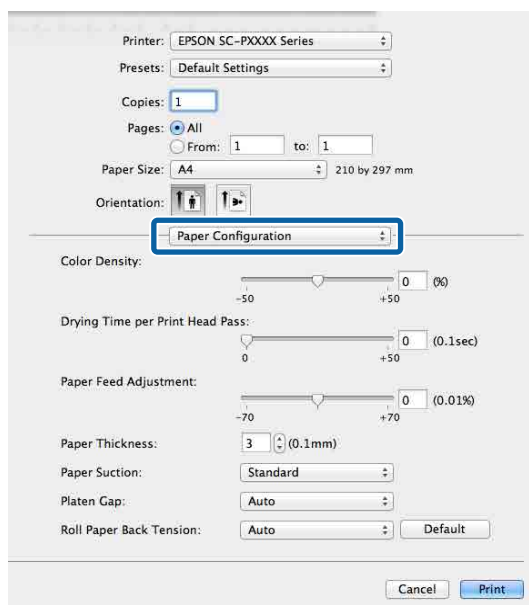 Printer: EPSON SC-PXXXX Series
Presets: Default Settings
Copies: 1
Pages: All
From: 1 to: 1
Paper Size: A4 210 by 297 mm
Orientation:
Paper Configuration
Color Density:
0 (%)
-50 +50
Drying Time per Print Head Pass:
0 (0.1sec)
0 +50
Paper Feed Adjustment:
0 (0.01%)
-70 +70
Paper Thickness: 3 (0.1mm)
Paper Suction: Standard
Platen Gap: Auto
Roll Paper Back Tension: Auto Default
Cancel Print